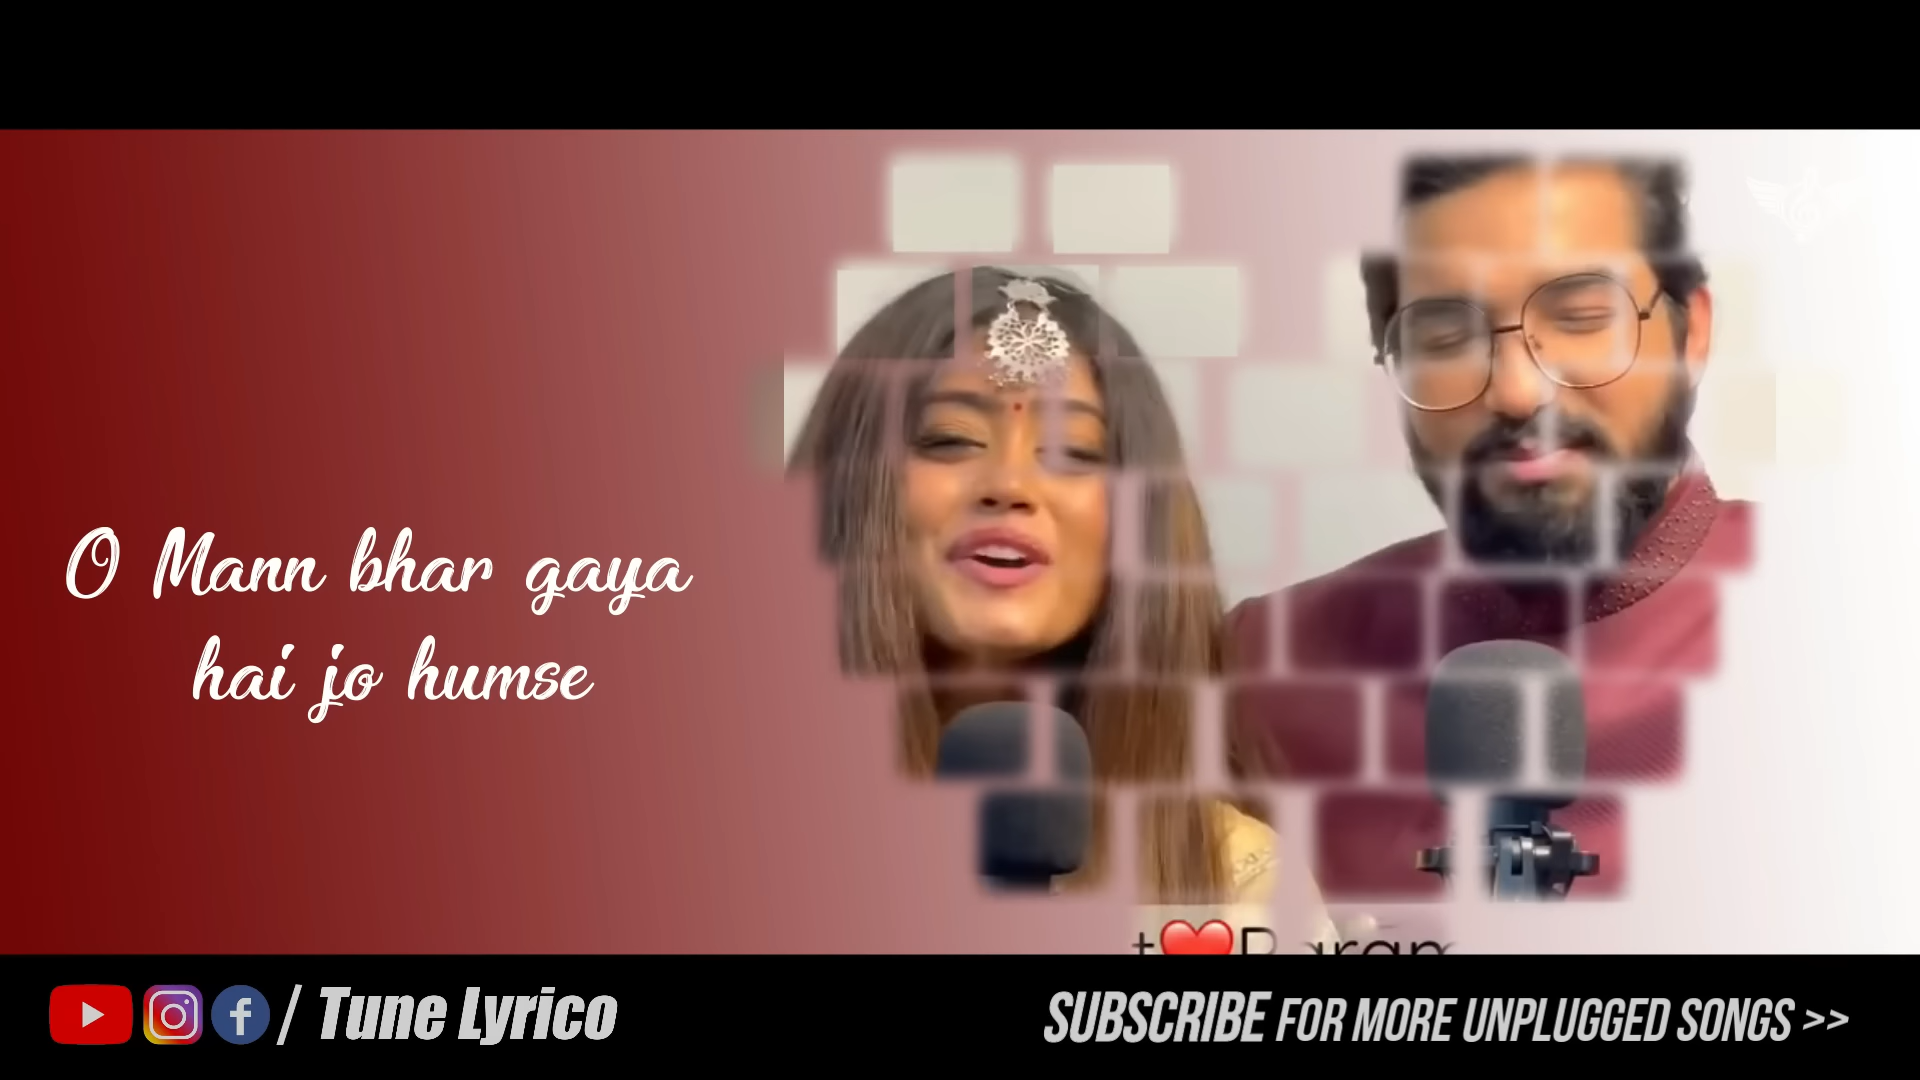 O Mann bhar gaya
hai jo humse
/ Tune Lyrico
SUBSCRIBE FOR MORE UNPLUGGED SONGS >>